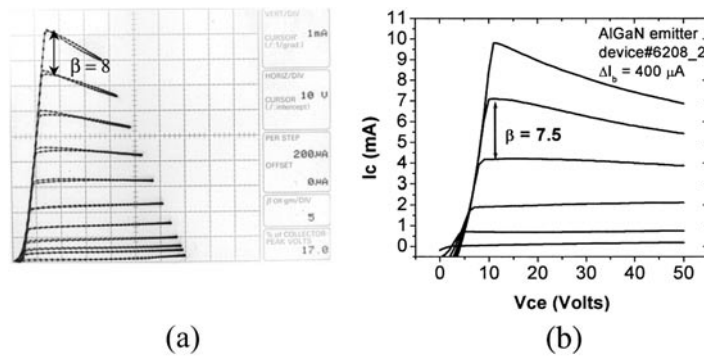 VERT/DIV
CURSOR
(/:1/grad.)
1mA
β = 8
HORIZ/DIV
CURSOR
10 V
PER STEP
200μA
OFFSET
0μA
β OR gm/DIV
5
% of COLLECTOR
PEAK VOLTS
17.0
(a)
11
10
9
8
7
6
5
4
3
2
1
0
Ic (mA)
AlGaN emitter
device#6208_2
ΔIb = 400 μA
β = 7.5
0 10 20 30 40 50
Vce (Volts)
(b)